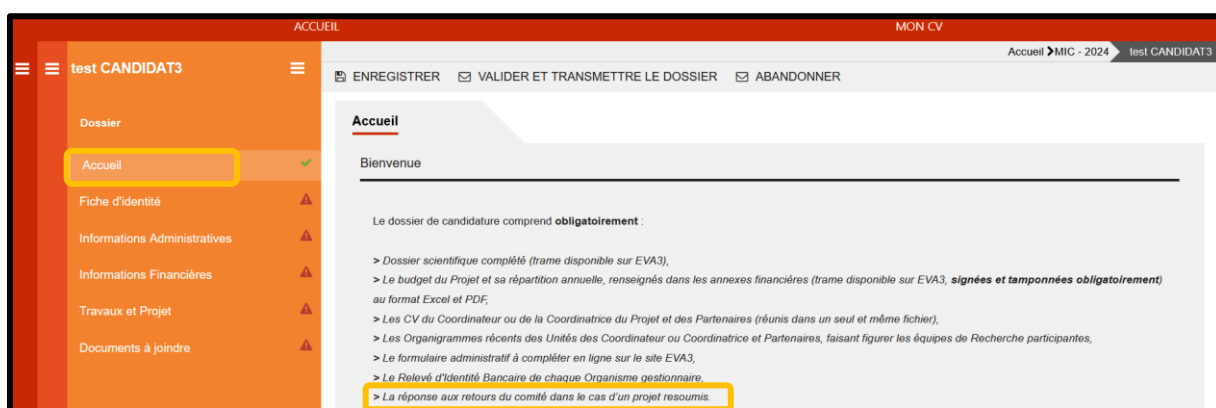 ACCUEIL MON CV
Accueil ❯ MIC - 2024 test CANDIDAT3
test CANDIDAT3
ENREGISTRER VALIDER ET TRANSMETTRE LE DOSSIER ABANDONNER
Dossier
Accueil
Fiche d'identité
Informations Administratives
Informations Financières
Travaux et Projet
Documents à joindre
Accueil
Bienvenue
Le dossier de candidature comprend obligatoirement :
> Dossier scientifique complété (trame disponible sur EVA3),
> Le budget du Projet et sa répartition annuelle, renseignés dans les annexes financières (trame disponible sur EVA3, signées et tamponnées obligatoirement)
au format Excel et PDF,
> Les CV du Coordinateur ou de la Coordinatrice du Projet et des Partenaires (réunis dans un seul et même fichier),
> Les Organigrammes récents des Unités des Coordinateur ou Coordinatrice et Partenaires, faisant figurer les équipes de Recherche participantes,
> Le formulaire administratif à compléter en ligne sur le site EVA3,
> Le Relevé d'Identité Bancaire de chaque Organisme gestionnaire,
> La réponse aux retours du comité dans le cas d'un projet resoumis.